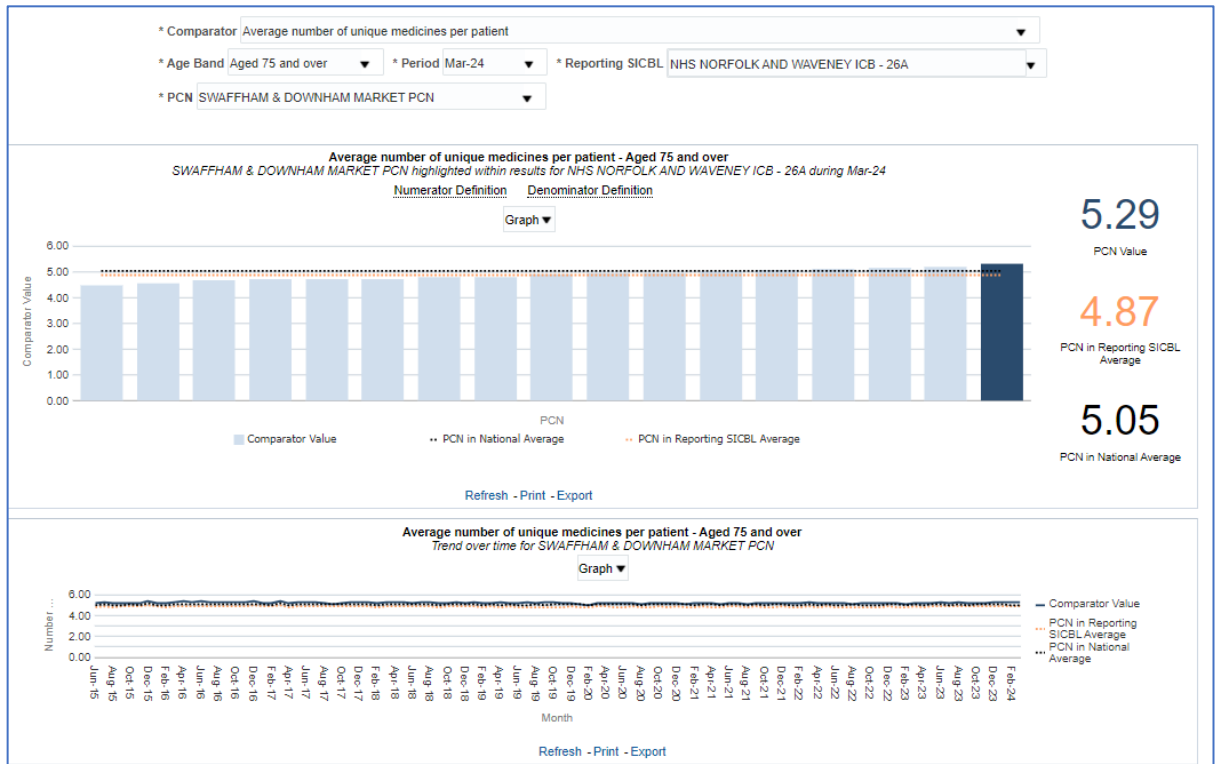 * Comparator Average number of unique medicines per patient
* Age Band Aged 75 and over * Period Mar-24 * Reporting SICBL NHS NORFOLK AND WAVENEY ICB - 26A
* PCN SWAFFHAM & DOWNHAM MARKET PCN
Average number of unique medicines per patient - Aged 75 and over
SWAFFHAM & DOWNHAM MARKET PCN highlighted within results for NHS NORFOLK AND WAVENEY ICB - 26A during Mar-24
Numerator Definition Denominator Definition
Graph
6.00
5.00
4.00
3.00
2.00
1.00
0.00
Comparator Value
PCN
Comparator Value PCN in National Average PCN in Reporting SICBL Average
Refresh - Print - Export
5.29
PCN Value
4.87
PCN in Reporting SICBL
Average
5.05
PCN in National Average
Average number of unique medicines per patient - Aged 75 and over
Trend over time for SWAFFHAM & DOWNHAM MARKET PCN
Graph
6.00
4.00
2.00
0.00
Number ...
Jun-15 Aug-15 Oct-15 Dec-15 Feb-16 Apr-16 Jun-16 Aug-16 Oct-16 Dec-16 Feb-17 Apr-17 Jun-17 Aug-17 Oct-17 Dec-17 Feb-18 Apr-18 Jun-18 Aug-18 Oct-18 Dec-18 Feb-19 Apr-19 Jun-19 Aug-19 Oct-19 Dec-19 Feb-20 Apr-20 Jun-20 Aug-20 Oct-20 Dec-20 Feb-21 Apr-21 Jun-21 Aug-21 Oct-21 Dec-21 Feb-22 Apr-22 Jun-22 Aug-22 Oct-22 Dec-22 Feb-23 Apr-23 Jun-23 Aug-23 Oct-23 Dec-23 Feb-24
Month
Comparator Value
PCN in Reporting
SICBL Average
PCN in National
Average
Refresh - Print - Export